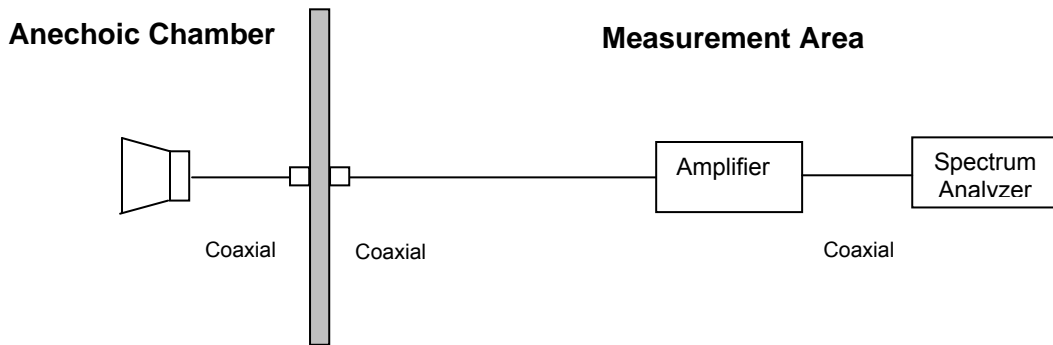 Anechoic Chamber
Measurement Area
Amplifier
Spectrum
Analyzer
Coaxial
Coaxial
Coaxial